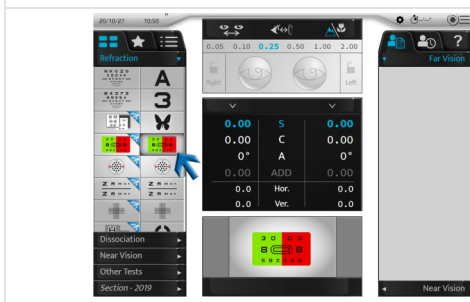 20/10/27 10:50
Refraction
Far Vision
0.05 0.10 0.25 0.50 1.00 2.00
Right Left
A
3
0.00 S 0.00
0.00 C 0.00
0° A 0°
0.00 ADD 0.00
0.0 Hor. 0.0
0.0 Ver. 0.0
Dissociation
Near Vision
Other Tests
Section - 2019
Near Vision
?